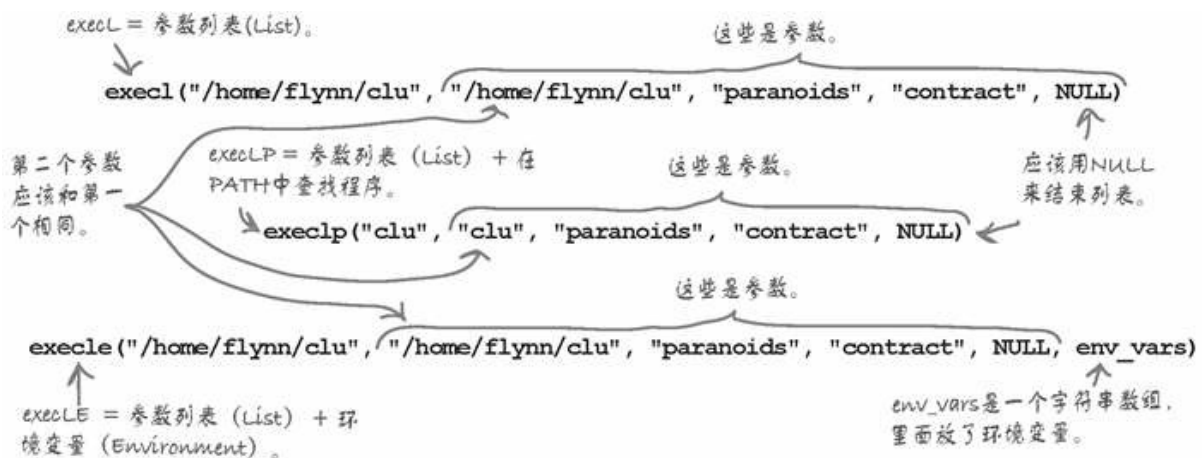 execL = 参数列表(List)。
这些是参数。
execl("/home/flynn/clu", "/home/flynn/clu", "paranoids", "contract", NULL)
第二个参数
应该和第一
个相同。
execLP = 参数列表 (List) + 在
PATH中查找程序。
这些是参数。
应该用NULL
来结束列表。
execlp("clu", "clu", "paranoids", "contract", NULL)
这些是参数。
execle("/home/flynn/clu", "/home/flynn/clu", "paranoids", "contract", NULL, env_vars)
execLE = 参数列表 (List) + 环
境变量 (Environment) 。
env_vars是一个字符串数组,
里面放了环境变量。